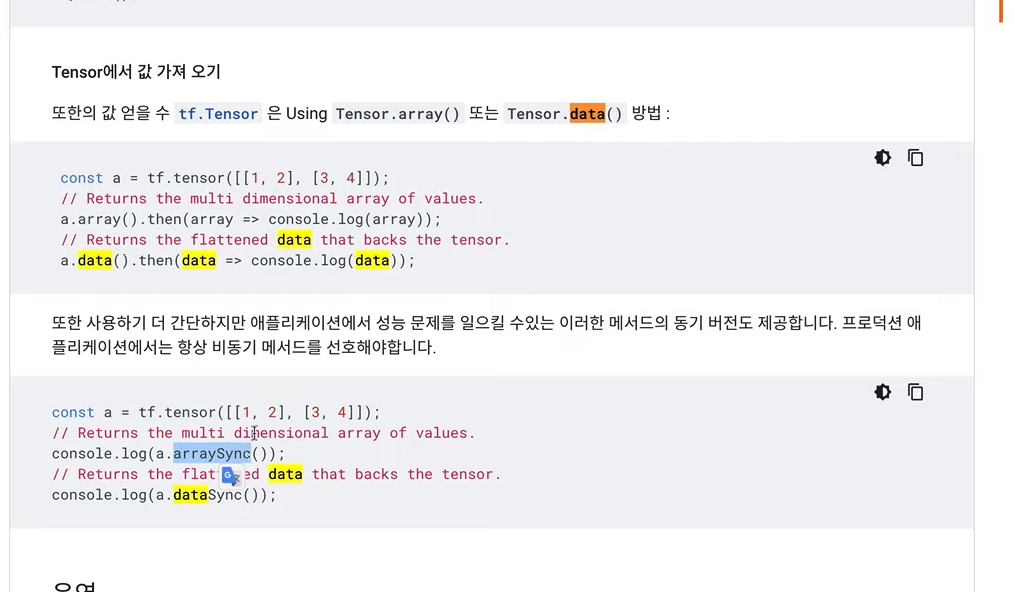 Tensor에서 값 가져 오기
또한의 값 얻을 수 tf.Tensor 은 Using Tensor.array() 또는 Tensor.data() 방법 :
const a = tf.tensor([[1, 2], [3, 4]]);
// Returns the multi dimensional array of values.
a.array().then(array => console.log(array));
// Returns the flattened data that backs the tensor.
a.data().then(data => console.log(data));
또한 사용하기 더 간단하지만 애플리케이션에서 성능 문제를 일으킬 수있는 이러한 메서드의 동기 버전도 제공합니다. 프로덕션 애
플리케이션에서는 항상 비동기 메서드를 선호해야합니다.
const a = tf.tensor([[1, 2], [3, 4]]);
// Returns the multi dimensional array of values.
console.log(a.arraySync());
// Returns the data that backs the tensor.
console.log(a.dataSync());